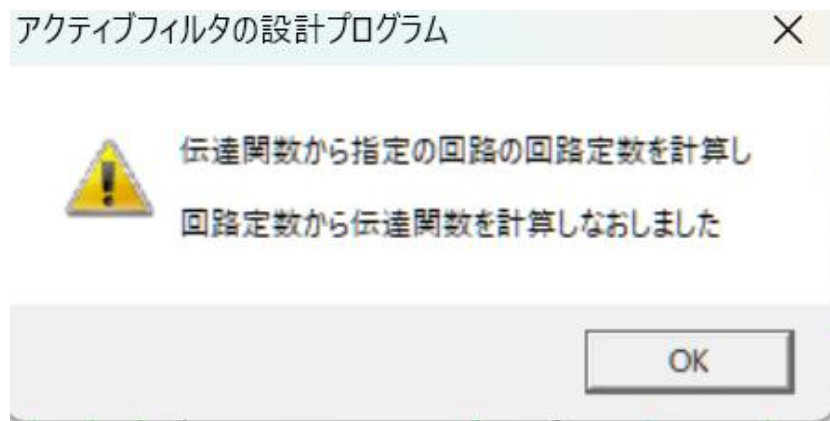 アクティブフィルタの設計プログラム
伝達関数から指定の回路の回路定数を計算し
回路定数から伝達関数を計算しなおしました
OK